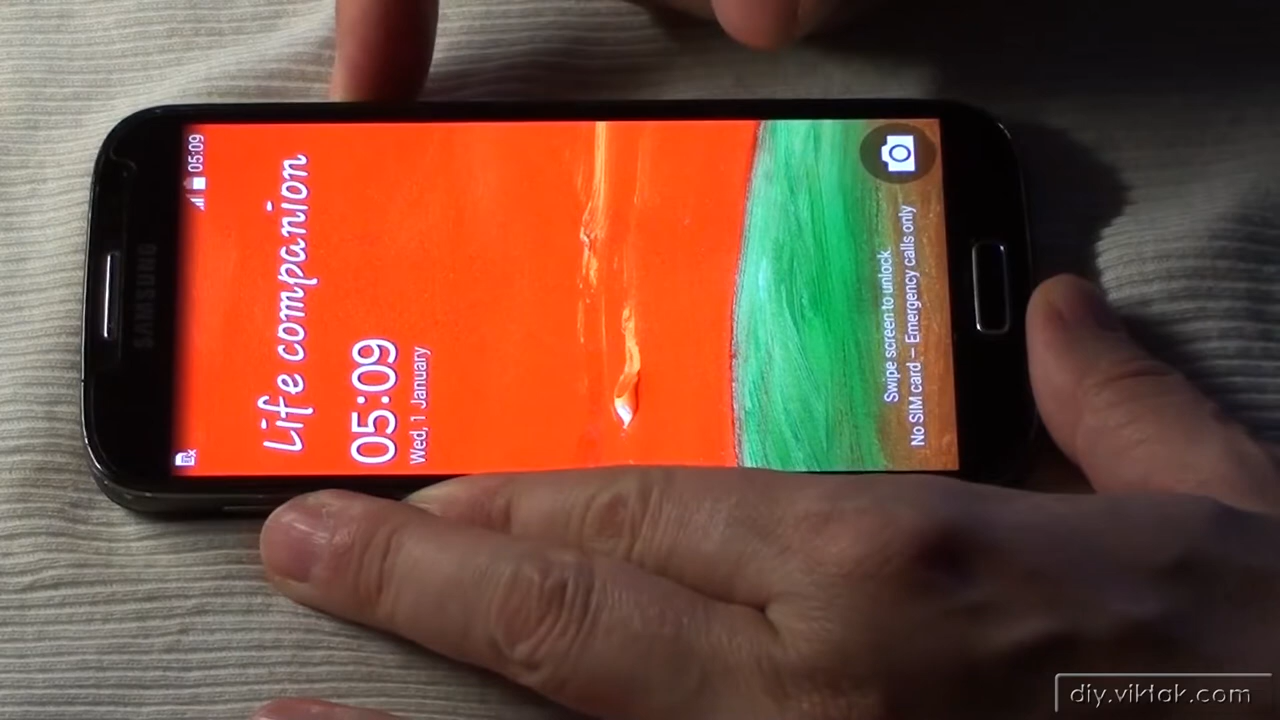 SAMSUNG
05:09
Life companion
05:09
Wed, 1 January
Swipe screen to unlock
No SIM card – Emergency calls only
diy.viktak.com